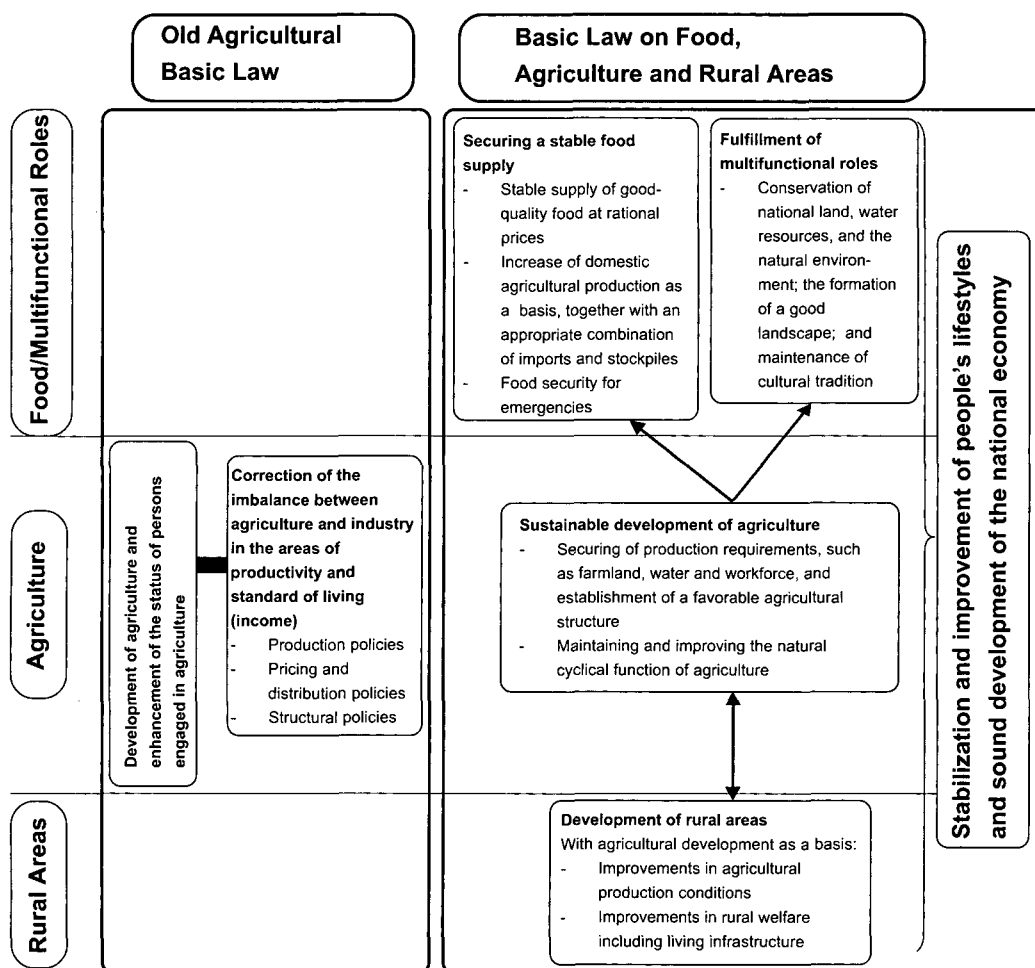 Old Agricultural
Basic Law
Basic Law on Food,
Agriculture and Rural Areas
Food/Multifunctional Roles
Securing a stable food
supply
- Stable supply of good-
quality food at rational
prices
- Increase of domestic
agricultural production as
a basis, together with an
appropriate combination
of imports and stockpiles
- Food security for
emergencies
Fulfillment of
multifunctional roles
- Conservation of
national land, water
resources, and the
natural environ-
ment; the formation
of a good
landscape; and
maintenance of
cultural tradition
Agriculture
Development of agriculture and
enhancement of the status of persons
engaged in agriculture
Correction of the
imbalance between
agriculture and industry
in the areas of
productivity and
standard of living
(income)
- Production policies
- Pricing and
distribution policies
- Structural policies
Sustainable development of agriculture
- Securing of production requirements, such
as farmland, water and workforce, and
establishment of a favorable agricultural
structure
- Maintaining and improving the natural
cyclical function of agriculture
Rural Areas
Development of rural areas
With agricultural development as a basis:
- Improvements in agricultural
production conditions
- Improvements in rural welfare
including living infrastructure
Stabilization and improvement of people's lifestyles
and sound development of the national economy